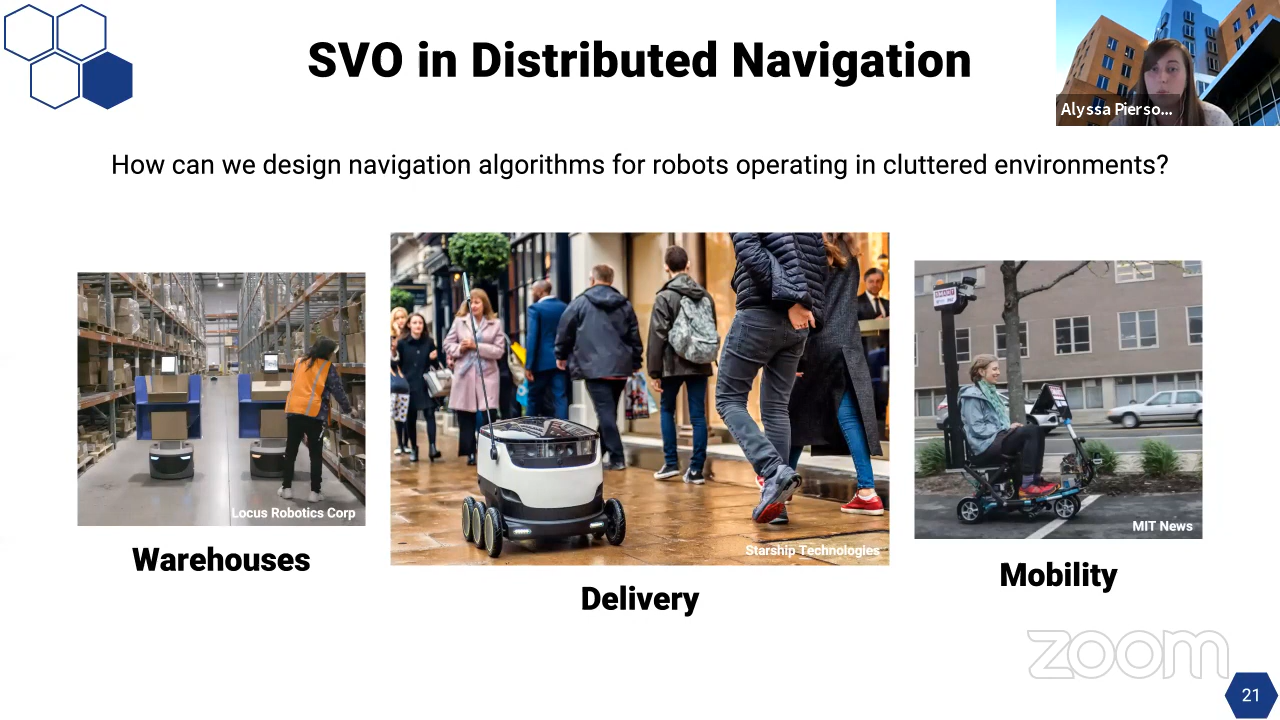 SVO in Distributed Navigation
Alyssa Pierso...
How can we design navigation algorithms for robots operating in cluttered environments?
Locus Robotics Corp
Starship Technologies
MIT News
Warehouses
Delivery
Mobility
zoom
21